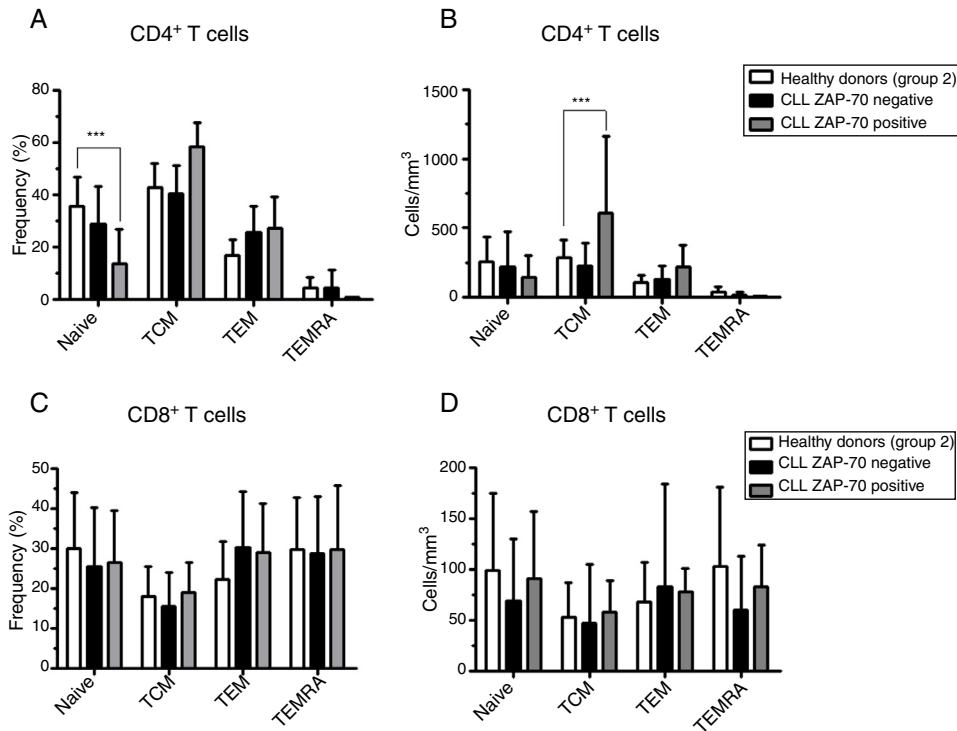 A
CD4+ T cells
Frequency (%)
80
60
40
20
0
***
Naive
TCM
TEM
TEMRA
B
CD4+ T cells
Cells/mm3
1500
1000
500
0
***
Naive
TCM
TEM
TEMRA
Healthy donors (group 2)
CLL ZAP-70 negative
CLL ZAP-70 positive
C
CD8+ T cells
Frequency (%)
50
40
30
20
10
0
Naive
TCM
TEM
TEMRA
D
CD8+ T cells
Cells/mm3
200
150
100
50
0
Naive
TCM
TEM
TEMRA
Healthy donors (group 2)
CLL ZAP-70 negative
CLL ZAP-70 positive